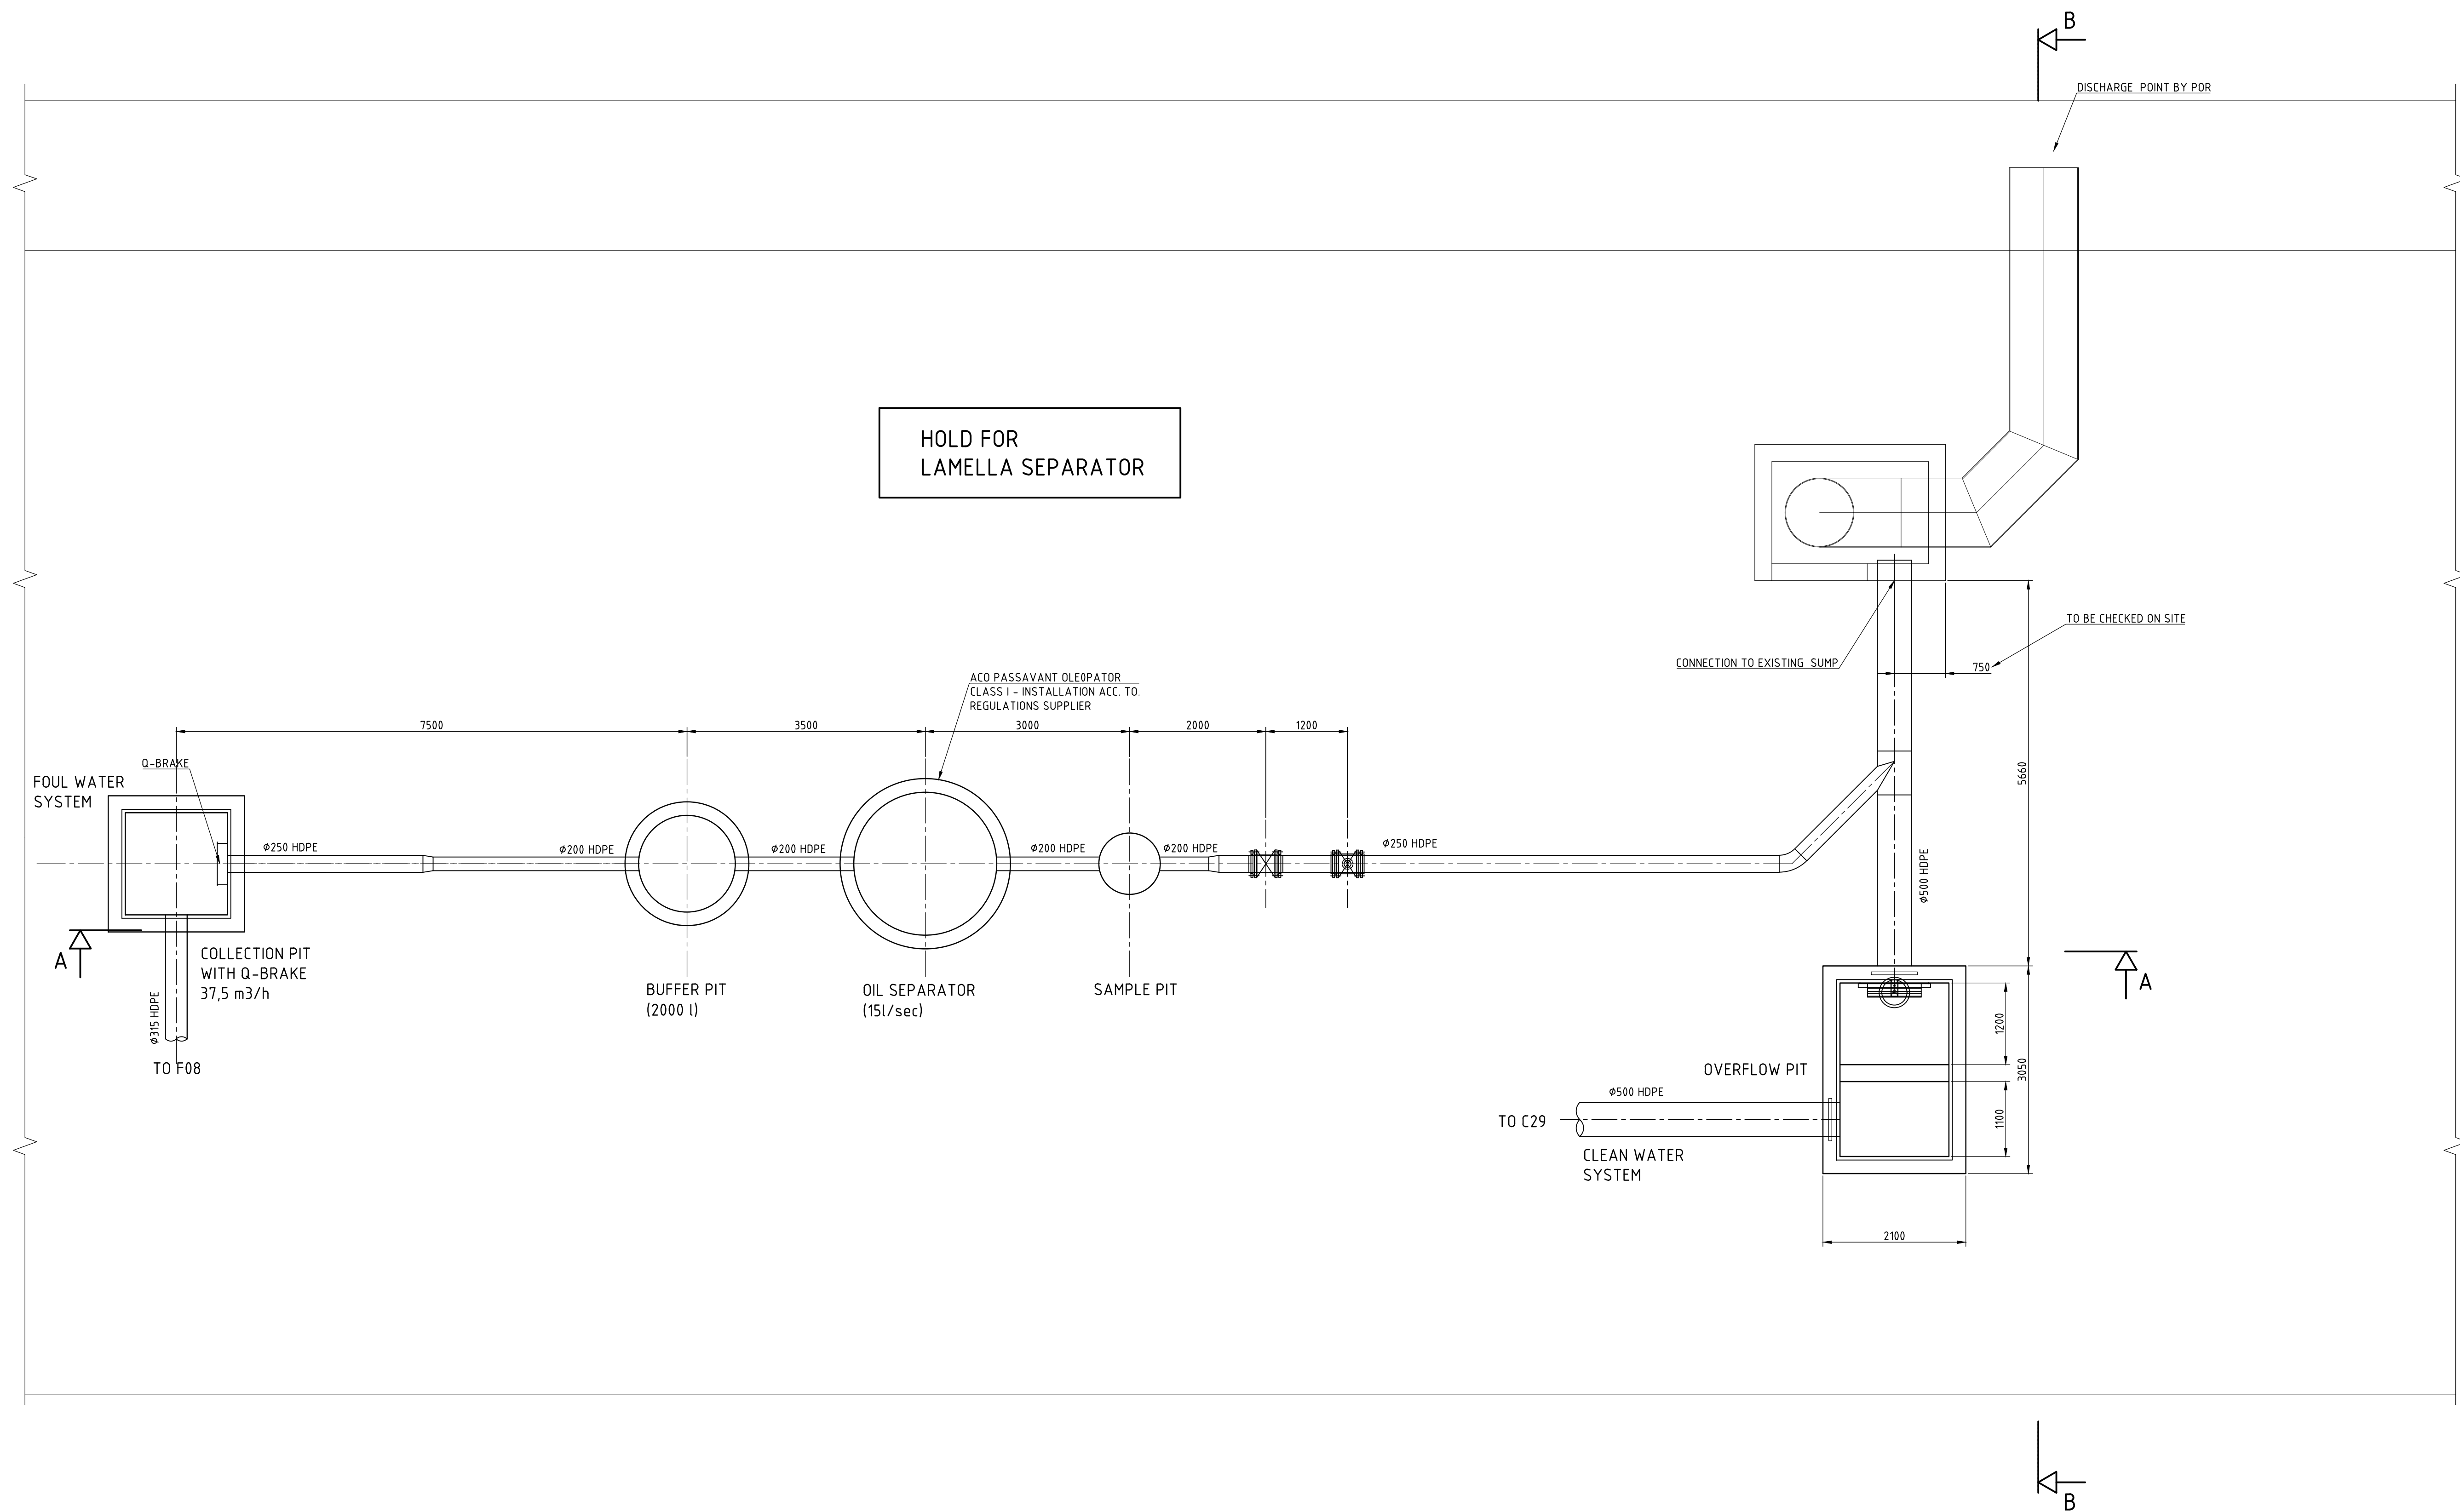 B
DISCHARGE POINT BY POR
HOLD FOR
LAMELLA SEPARATOR
TO BE CHECKED ON SITE
CONNECTION TO EXISTING SUMP
750
ACO PASSAVANT OLEOPATOR
CLASS I - INSTALLATION ACC. TO.
REGULATIONS SUPPLIER
7500
3500
3000
2000
1200
5660
Q-BRAKE
FOUL WATER
SYSTEM
Ø250 HDPE
Ø200 HDPE
Ø200 HDPE
Ø200 HDPE
Ø200 HDPE
Ø250 HDPE
Ø500 HDPE
A
COLLECTION PIT
WITH Q-BRAKE
37,5 m3/h
Ø315 HDPE
TO F08
BUFFER PIT
(2000 l)
OIL SEPARATOR
(15l/sec)
SAMPLE PIT
A
1200
3050
1100
OVERFLOW PIT
Ø500 HDPE
TO C29
CLEAN WATER
SYSTEM
2100
B